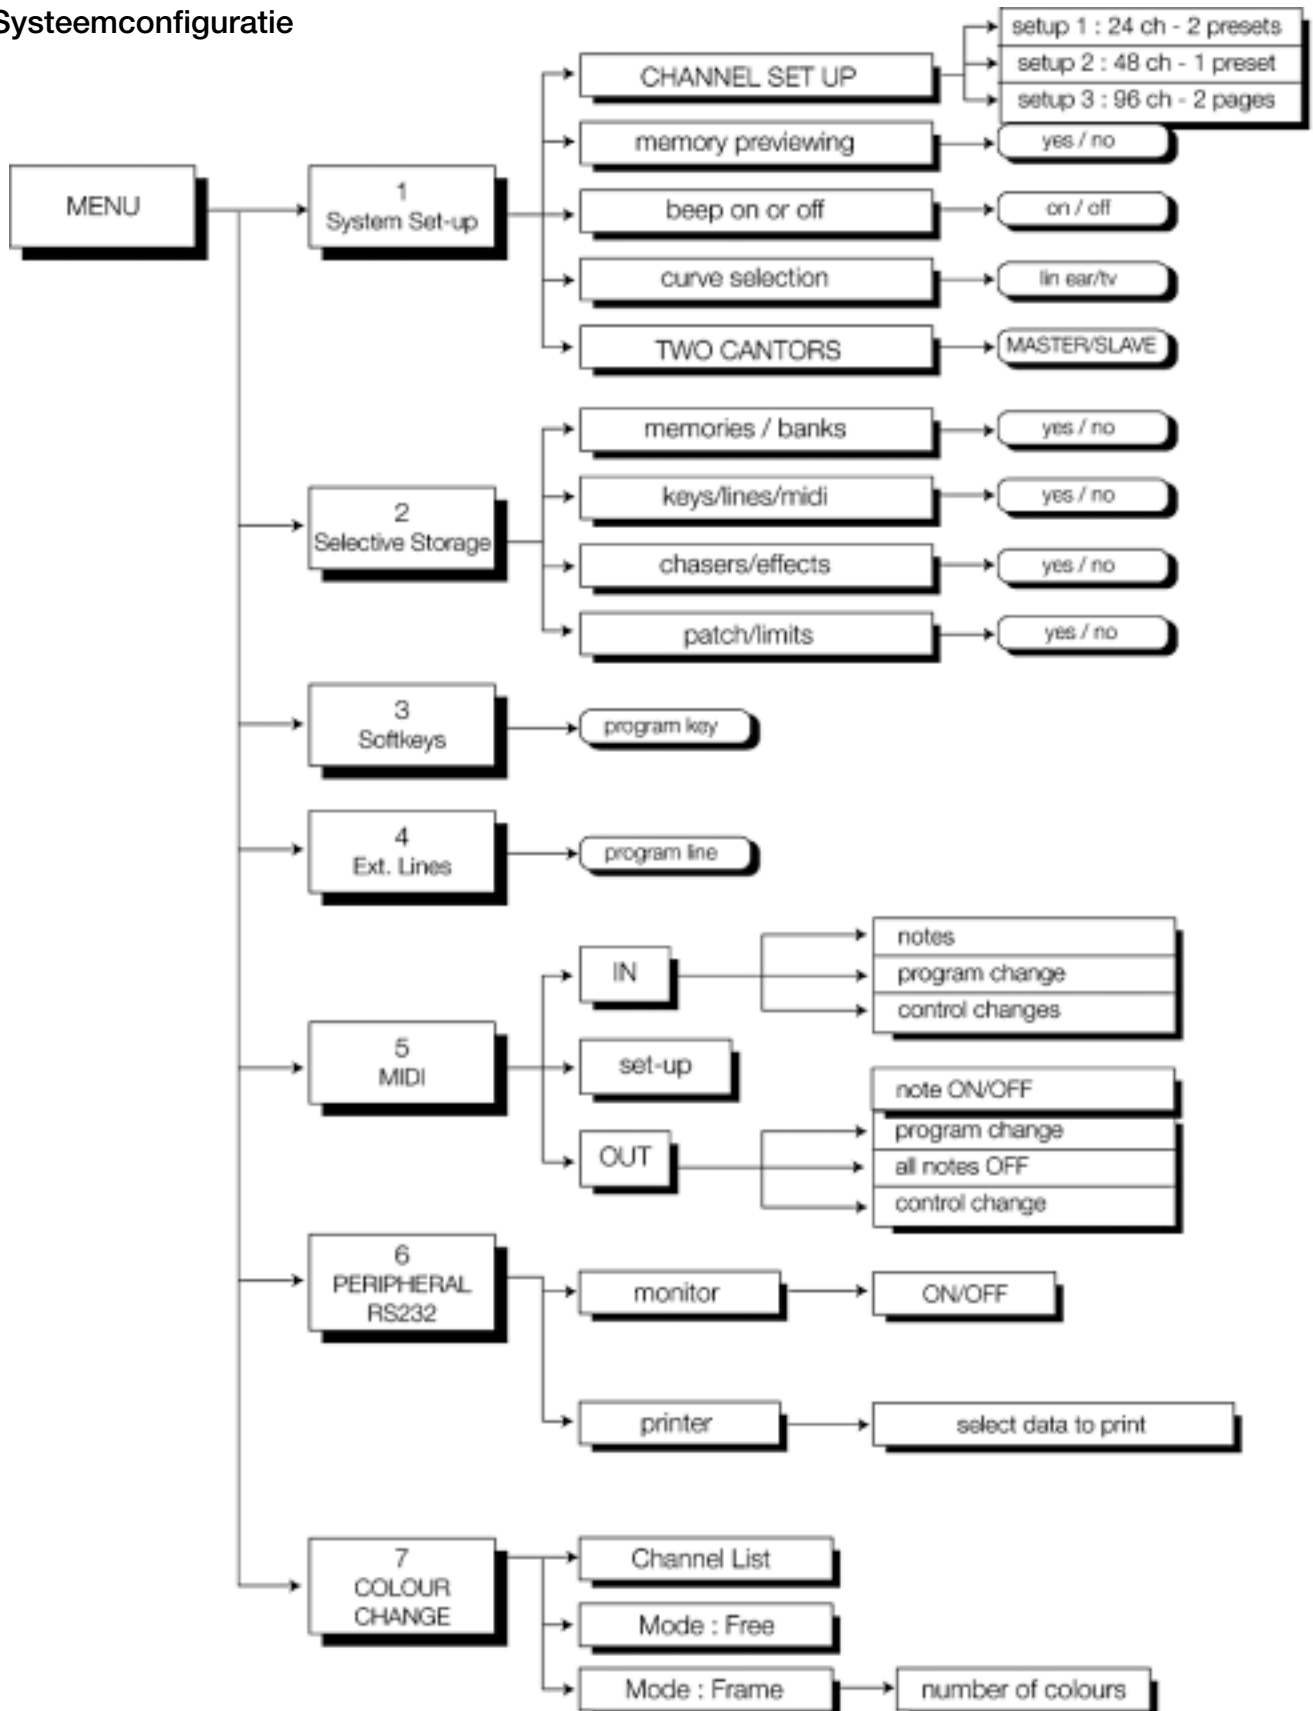 Systeemconfiguratie
MENU
1
System Set-up
CHANNEL SET UP
setup 1 : 24 ch - 2 presets
setup 2 : 48 ch - 1 preset
setup 3 : 96 ch - 2 pages
memory previewing
yes / no
beep on or off
on / off
curve selection
lin ear/tv
TWO CANTORS
MASTER/SLAVE
2
Selective Storage
memories / banks
yes / no
keys/lines/midi
yes / no
chasers/effects
yes / no
patch/limits
yes / no
3
Softkeys
program key
4
Ext. Lines
program line
5
MIDI
IN
notes
program change
control changes
set-up
OUT
note ON/OFF
program change
all notes OFF
control change
6
PERIPHERAL
RS232
monitor
ON/OFF
printer
select data to print
7
COLOUR
CHANGE
Channel List
Mode : Free
Mode : Frame
number of colours